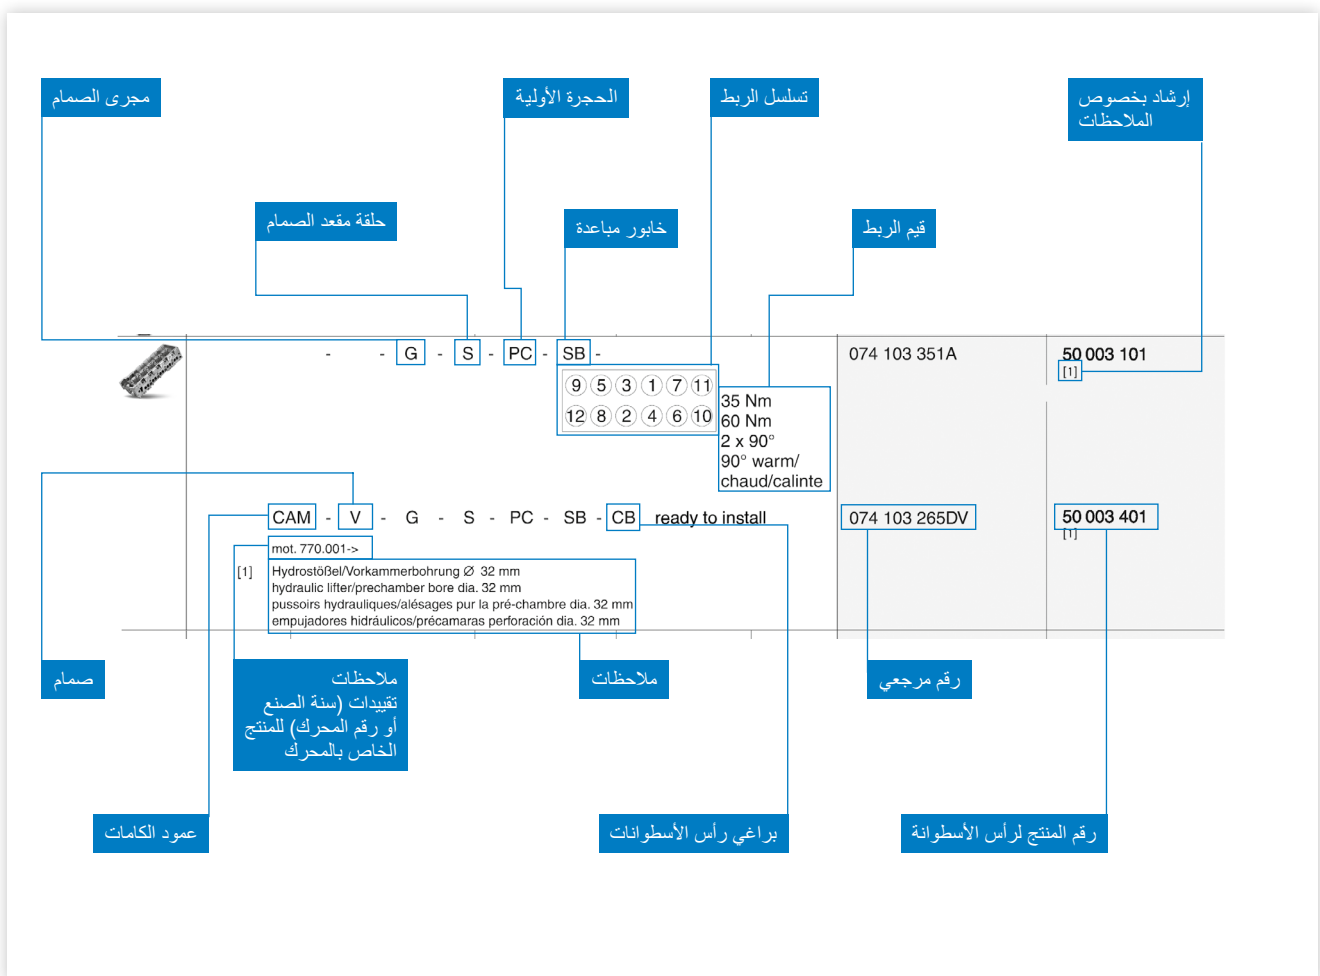 مجرى الصمام
الحجرة الأولية
تسلسل الربط
إرشاد بخصوص
الملاحظات
حلقة مقعد الصمام
خابور مباعدة
قيم الربط
- - G - S - PC - SB -
074 103 351A
50 003 101
[1]
9 5 3 1 7 11
12 8 2 4 6 10
35 Nm
60 Nm
2 x 90°
90° warm/
chaud/calinte
CAM - V - G - S - PC - SB - CB ready to install
074 103 265DV
50 003 401
[1]
mot. 770.001->
[1] Hydrostößel/Vorkammerbohrung Ø 32 mm
hydraulic lifter/prechamber bore dia. 32 mm
pussoirs hydrauliques/alésages pur la pré-chambre dia. 32 mm
empujadores hidráulicos/précamaras perforación dia. 32 mm
صمام
ملاحظات
تقييدات (سنة الصنع
أو رقم المحرك) للمنتج
الخاص بالمحرك
ملاحظات
رقم مرجعي
عمود الكامات
براغي رأس الأسطوانات
رقم المنتج لرأس الأسطوانة